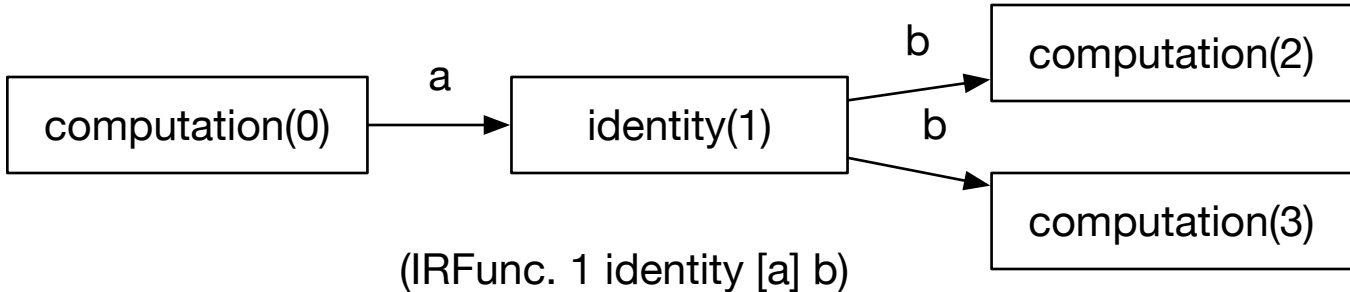 computation(0)
a
identity(1)
b
computation(2)
b
computation(3)
(IRFunc. 1 identity [a] b)